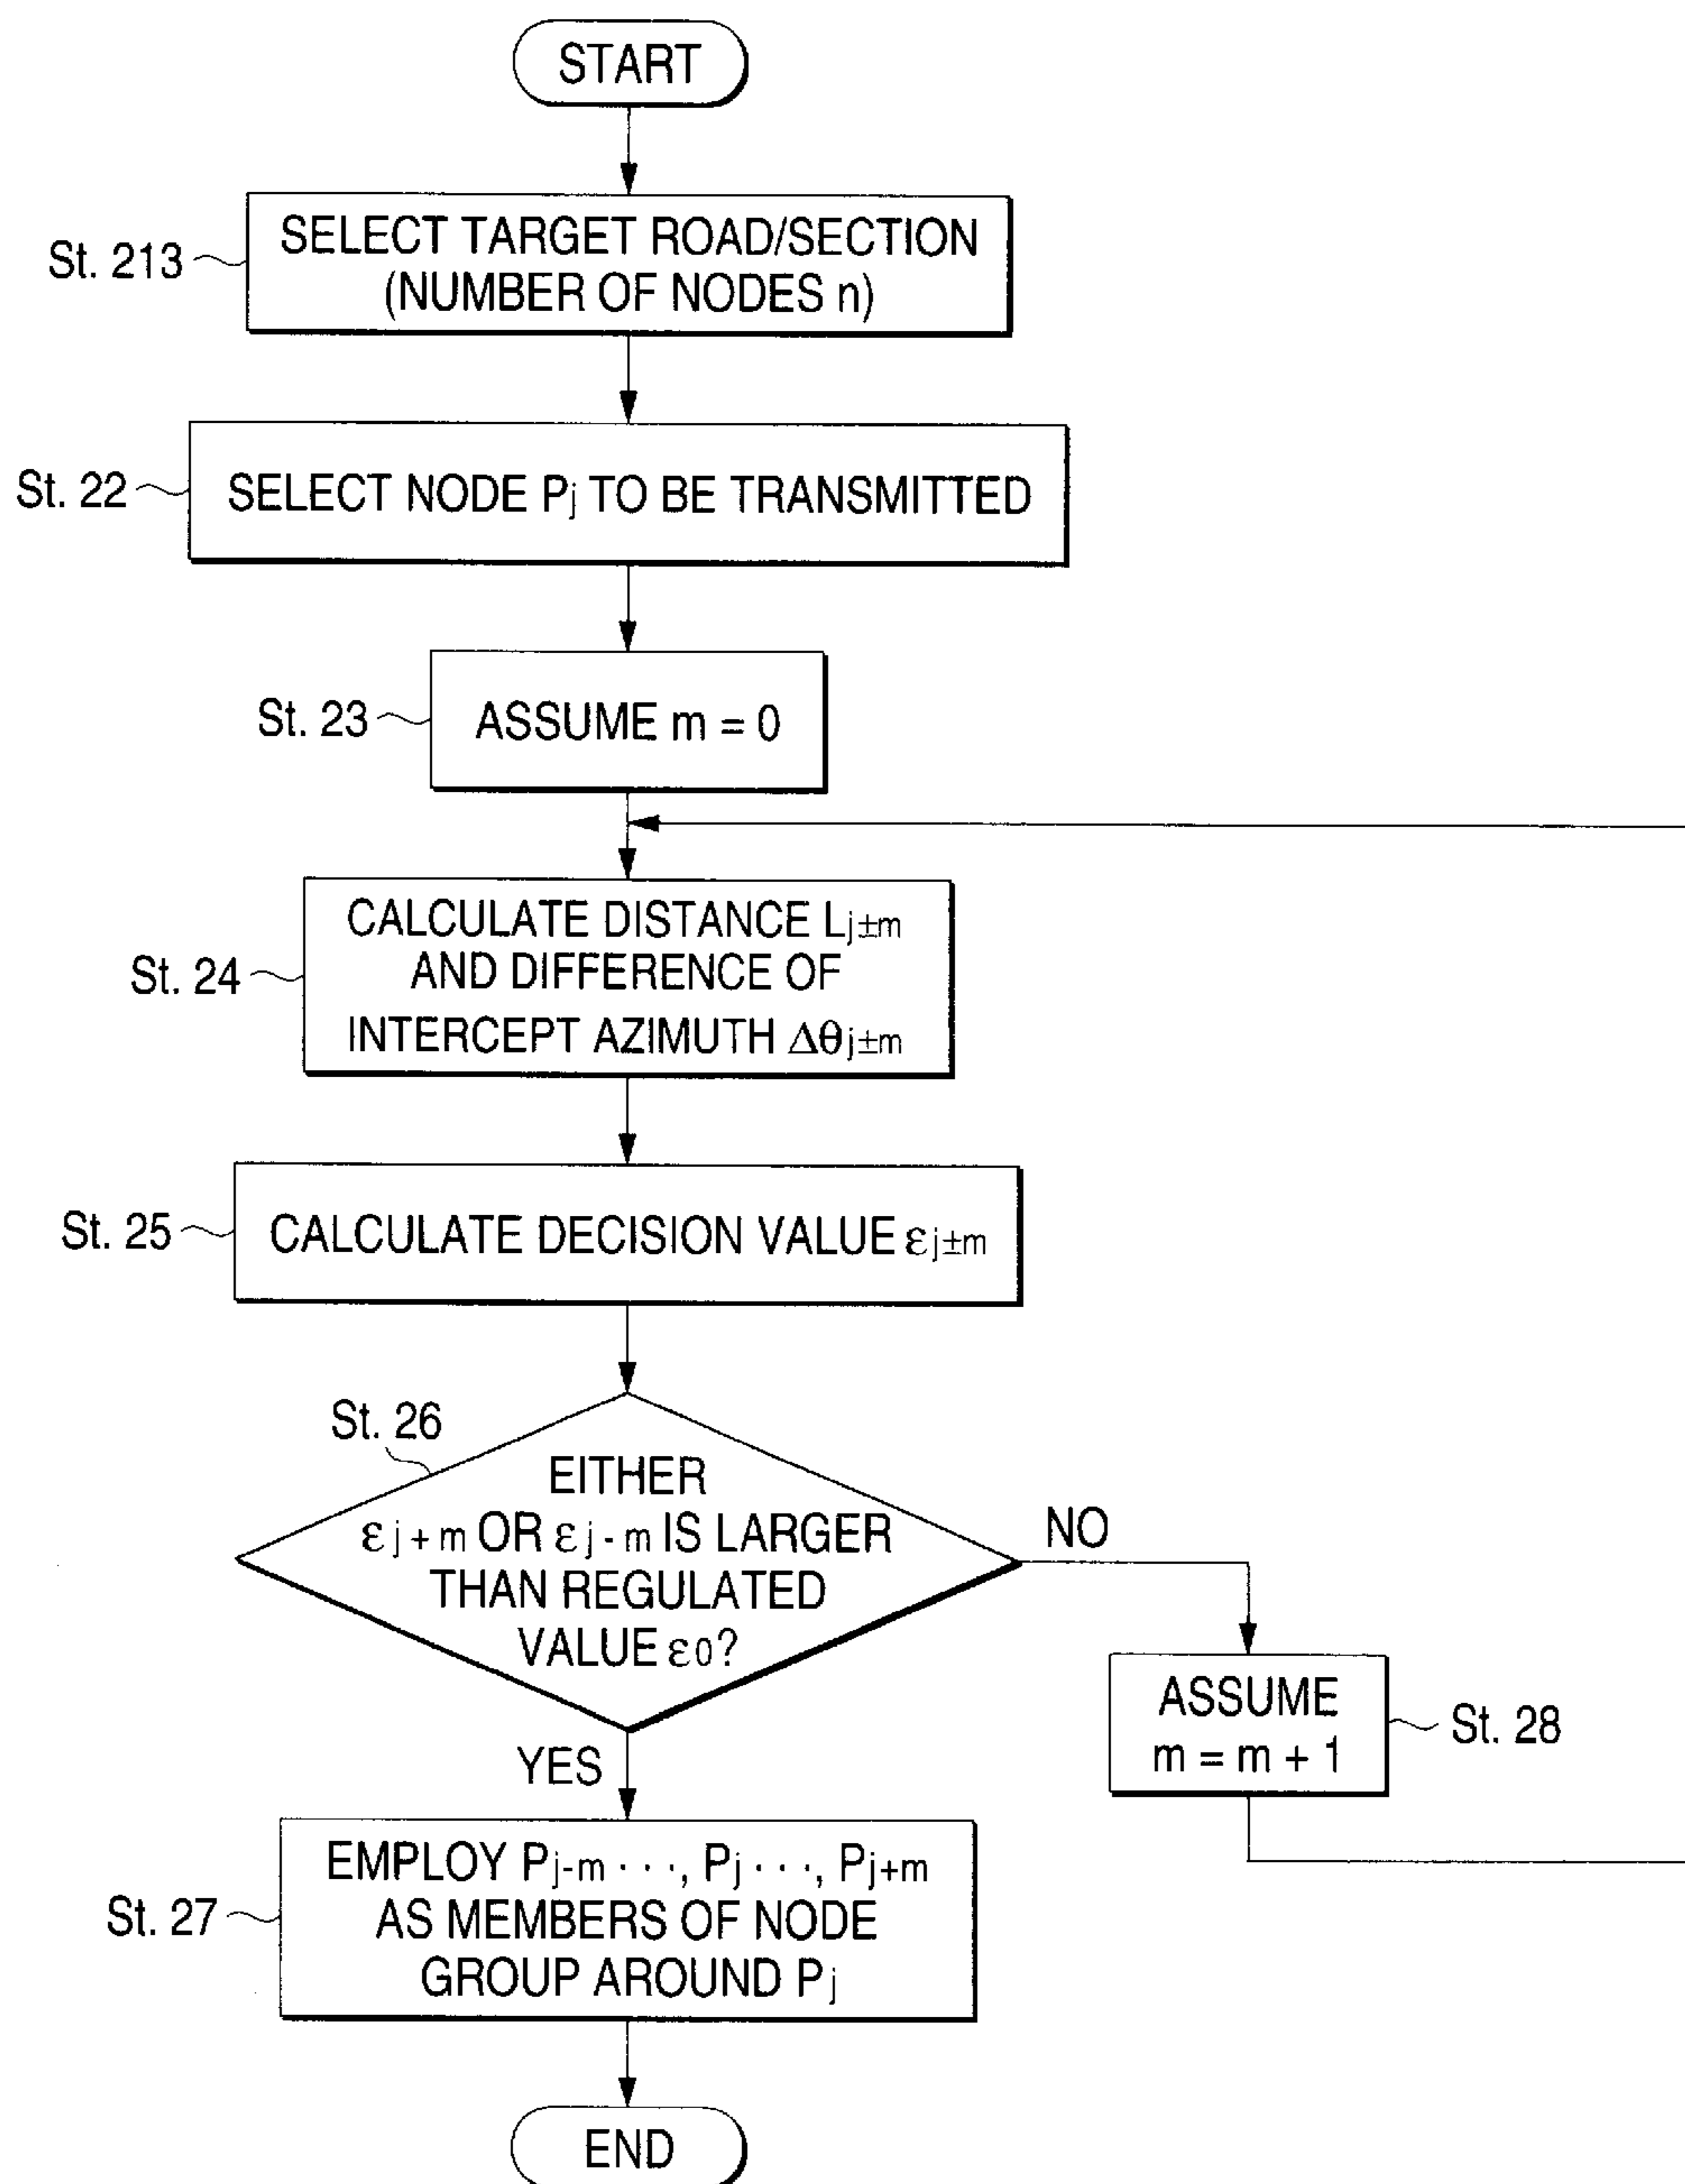 START
St. 213
SELECT TARGET ROAD/SECTION
(NUMBER OF NODES n)
St. 22
SELECT NODE Pj TO BE TRANSMITTED
St. 23
ASSUME m = 0
St. 24
CALCULATE DISTANCE Lj±m
AND DIFFERENCE OF
INTERCEPT AZIMUTH Δθj±m
St. 25
CALCULATE DECISION VALUE εj±m
St. 26
EITHER
εj+m OR εj-m IS LARGER
THAN REGULATED
VALUE ε0?
NO
YES
ASSUME
m = m + 1
St. 28
St. 27
EMPLOY Pj-m ···, Pj ···, Pj+m
AS MEMBERS OF NODE
GROUP AROUND Pj
END